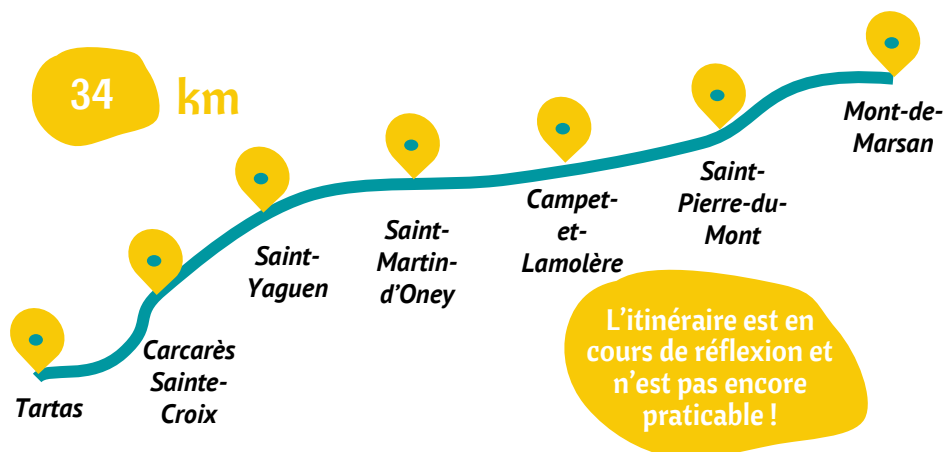 34 km
Tartas
Carcarès
Sainte-
Croix
Saint-
Yaguen
Saint-
Martin-
d'Oney
Campet-
et-
Lamolère
Saint-
Pierre-du-
Mont
Mont-de-
Marsan
L'itinéraire est en
cours de réflexion et
n'est pas encore
praticable !